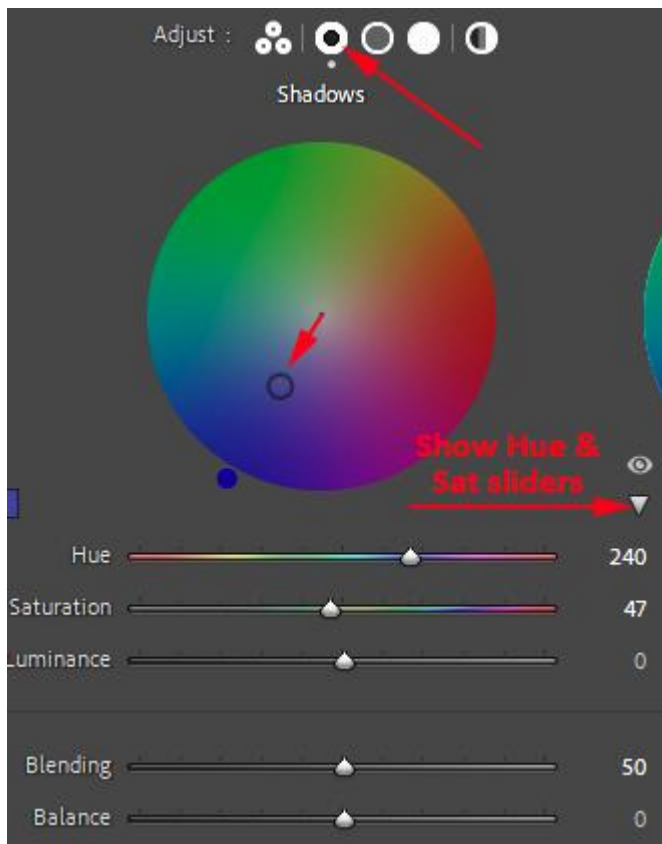 Adjust :
Shadows
Show Hue &
Sat sliders
Hue 240
Saturation 47
Luminance 0
Blending 50
Balance 0